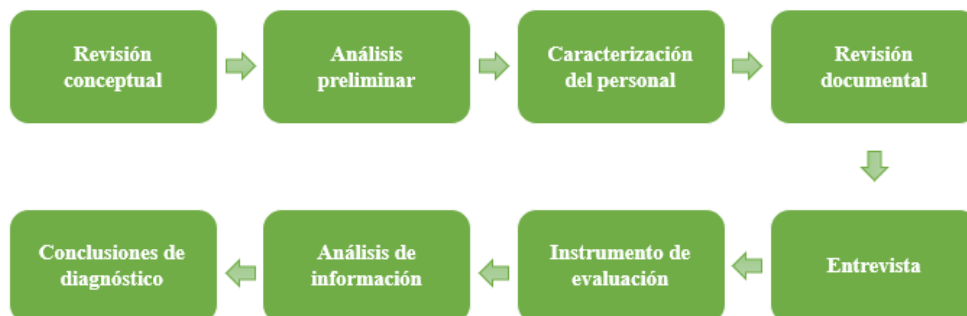 Revisión
conceptual
Análisis
preliminar
Caracterización
del personal
Revisión
documental
Entrevista
Instrumento de
evaluación
Análisis de
información
Conclusiones de
diagnóstico